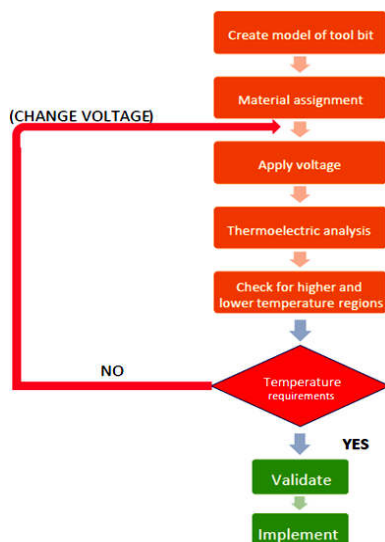 Create model of tool bit
(CHANGE VOLTAGE)
Material assignment
Apply voltage
Thermoelectric analysis
Check for higher and
lower temperature regions
NO
Temperature
requirements
YES
Validate
Implement